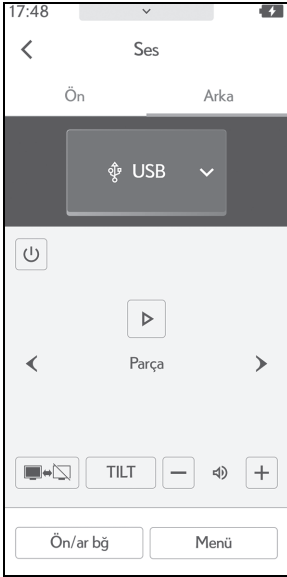 17:48
Ses
Ön Arka
USB
Parça
TILT
Ön/ar bğ Menü